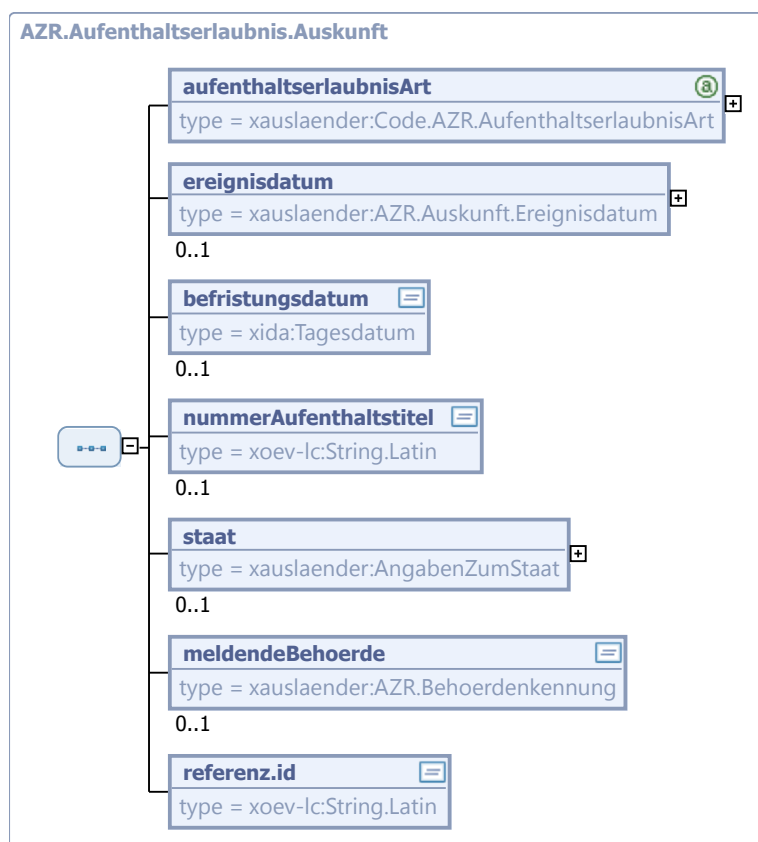 AZR.Aufenthaltserlaubnis.Auskunft
aufenthaltserlaubnisArt
type = xauslaender:Code.AZR.AufenthaltserlaubnisArt
ereignisdatum
type = xauslaender:AZR.Auskunft.Ereignisdatum
0..1
befristungsdatum
type = xida:Tagesdatum
0..1
nummerAufenthaltstitel
type = xoev-lc:String.Latin
0..1
staat
type = xauslaender:AngabenZumStaat
0..1
meldendeBehoerde
type = xauslaender:AZR.Behoerdenkennung
0..1
referenz.id
type = xoev-lc:String.Latin